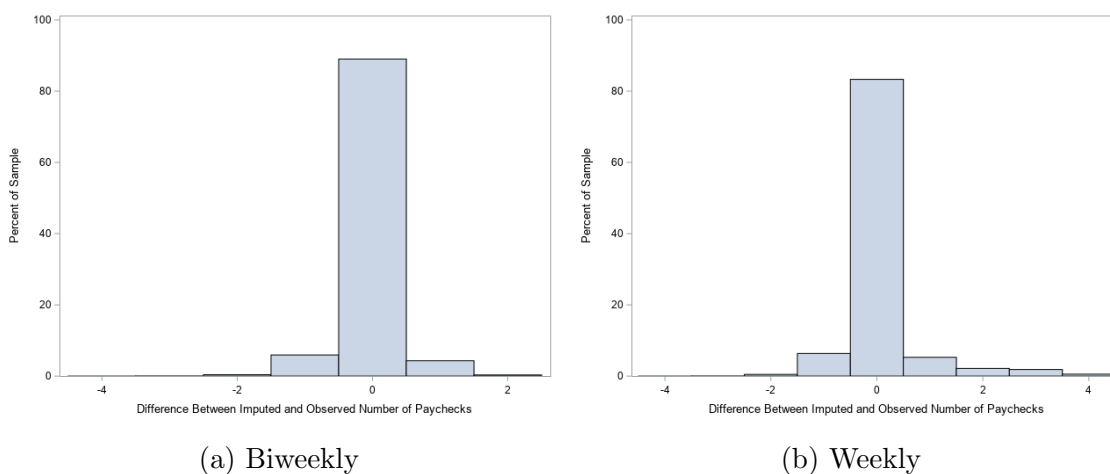 100
80
60
40
20
0
Percent of Sample
-4 -2 0 2
Difference Between Imputed and Observed Number of Paychecks
(a) Biweekly
100
80
60
40
20
0
Percent of Sample
-4 -2 0 2 4
Difference Between Imputed and Observed Number of Paychecks
(b) Weekly